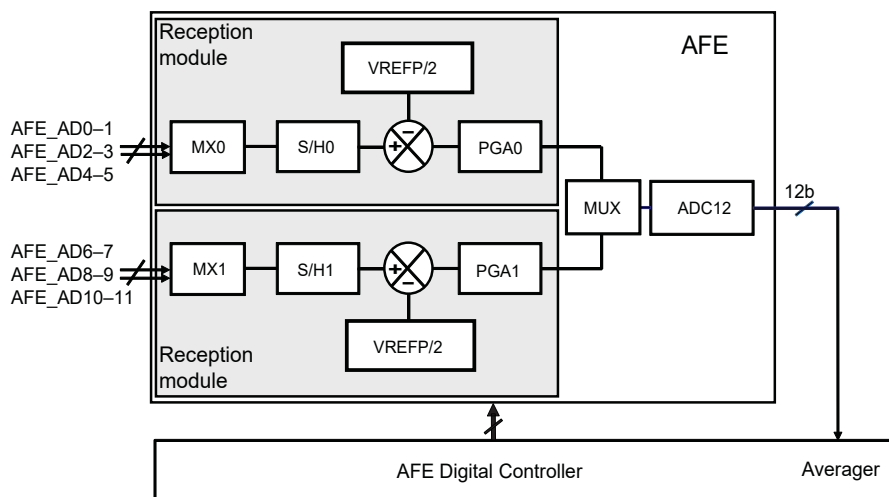 Reception
module
AFE
VREFP/2
AFE_AD0–1
AFE_AD2–3
AFE_AD4–5
MX0
S/H0
−
+
PGA0
MUX
ADC12
12b
AFE_AD6–7
AFE_AD8–9
AFE_AD10–11
MX1
S/H1
+
−
PGA1
VREFP/2
Reception
module
AFE Digital Controller
Averager